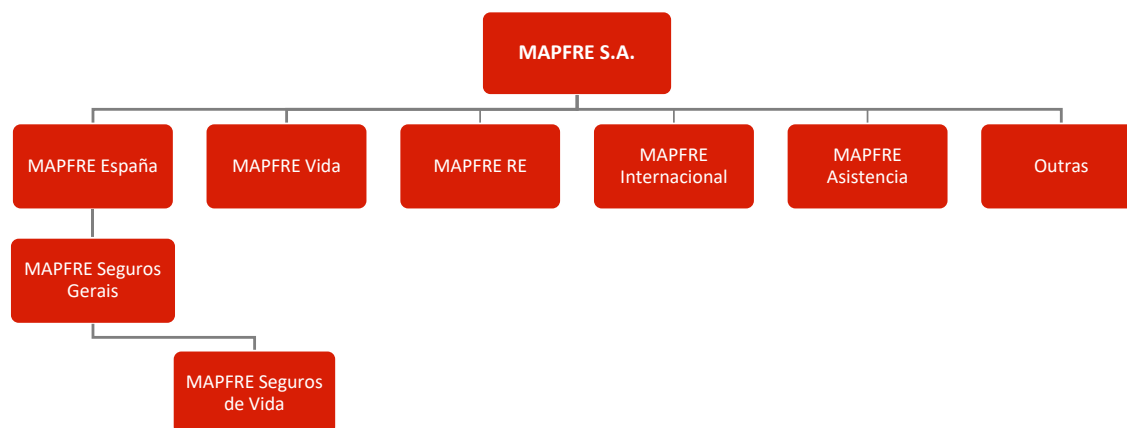 MAPFRE S.A.
MAPFRE España
MAPFRE Vida
MAPFRE RE
MAPFRE
Internacional
MAPFRE
Asistencia
Outras
MAPFRE Seguros
Gerais
MAPFRE Seguros
de Vida